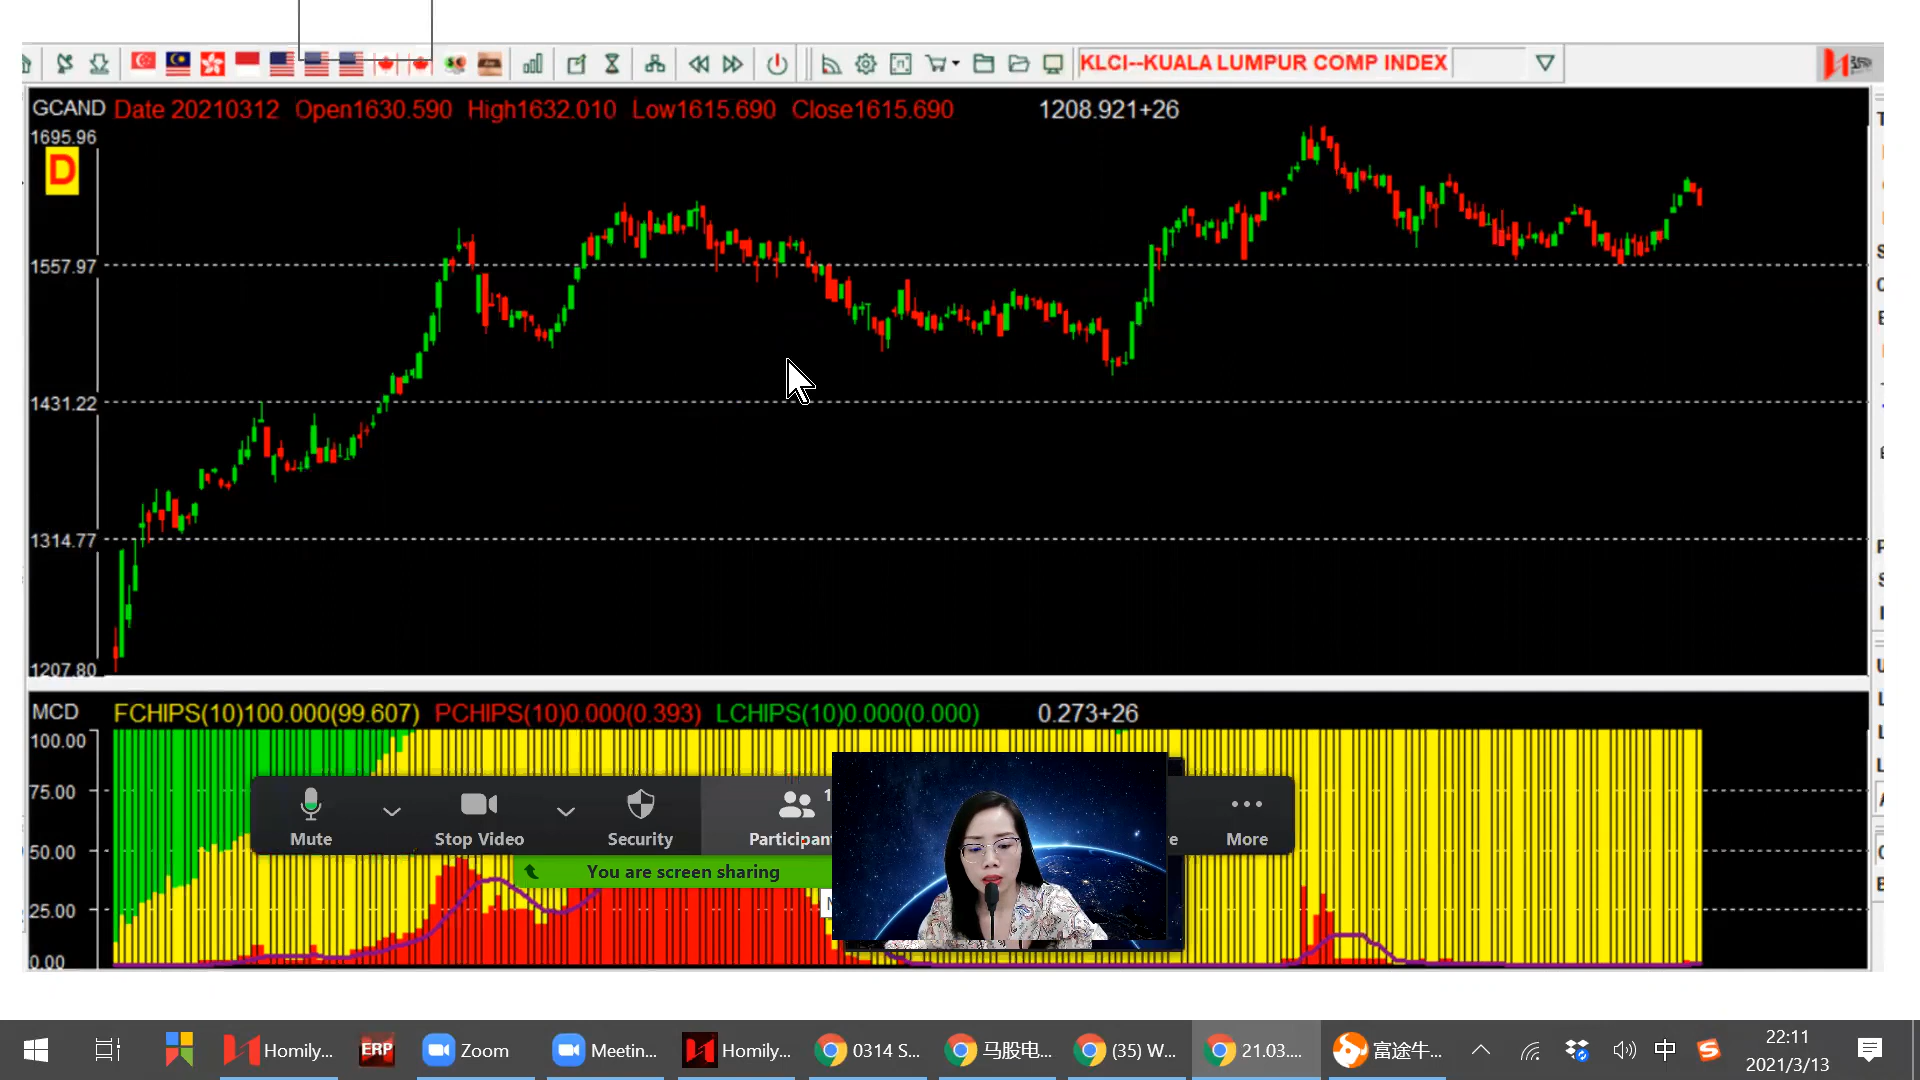 KLCI--KUALA LUMPUR COMP INDEX
GCAND Date 20210312 Open1630.590 High1632.010 Low1615.690 Close1615.690 1208.921+26
1695.96
D
1557.97
1431.22
1314.77
1207.80
MCD FCHIPS(10)100.000(99.607) PCHIPS(10)0.000(0.393) LCHIPS(10)0.000(0.000) 0.273+26
100.00
75.00
50.00
25.00
0.00
Mute
Stop Video
Security
More
You are screen sharing
Homily...
ERP
Zoom
Meetin...
Homily...
0314 S...
马股电...
(35) W...
21.03....
富途牛...
中
22:11
2021/3/13